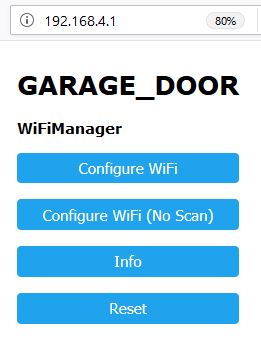 192.168.4.1 80%
GARAGE_DOOR
WiFiManager
Configure WiFi
Configure WiFi (No Scan)
Info
Reset